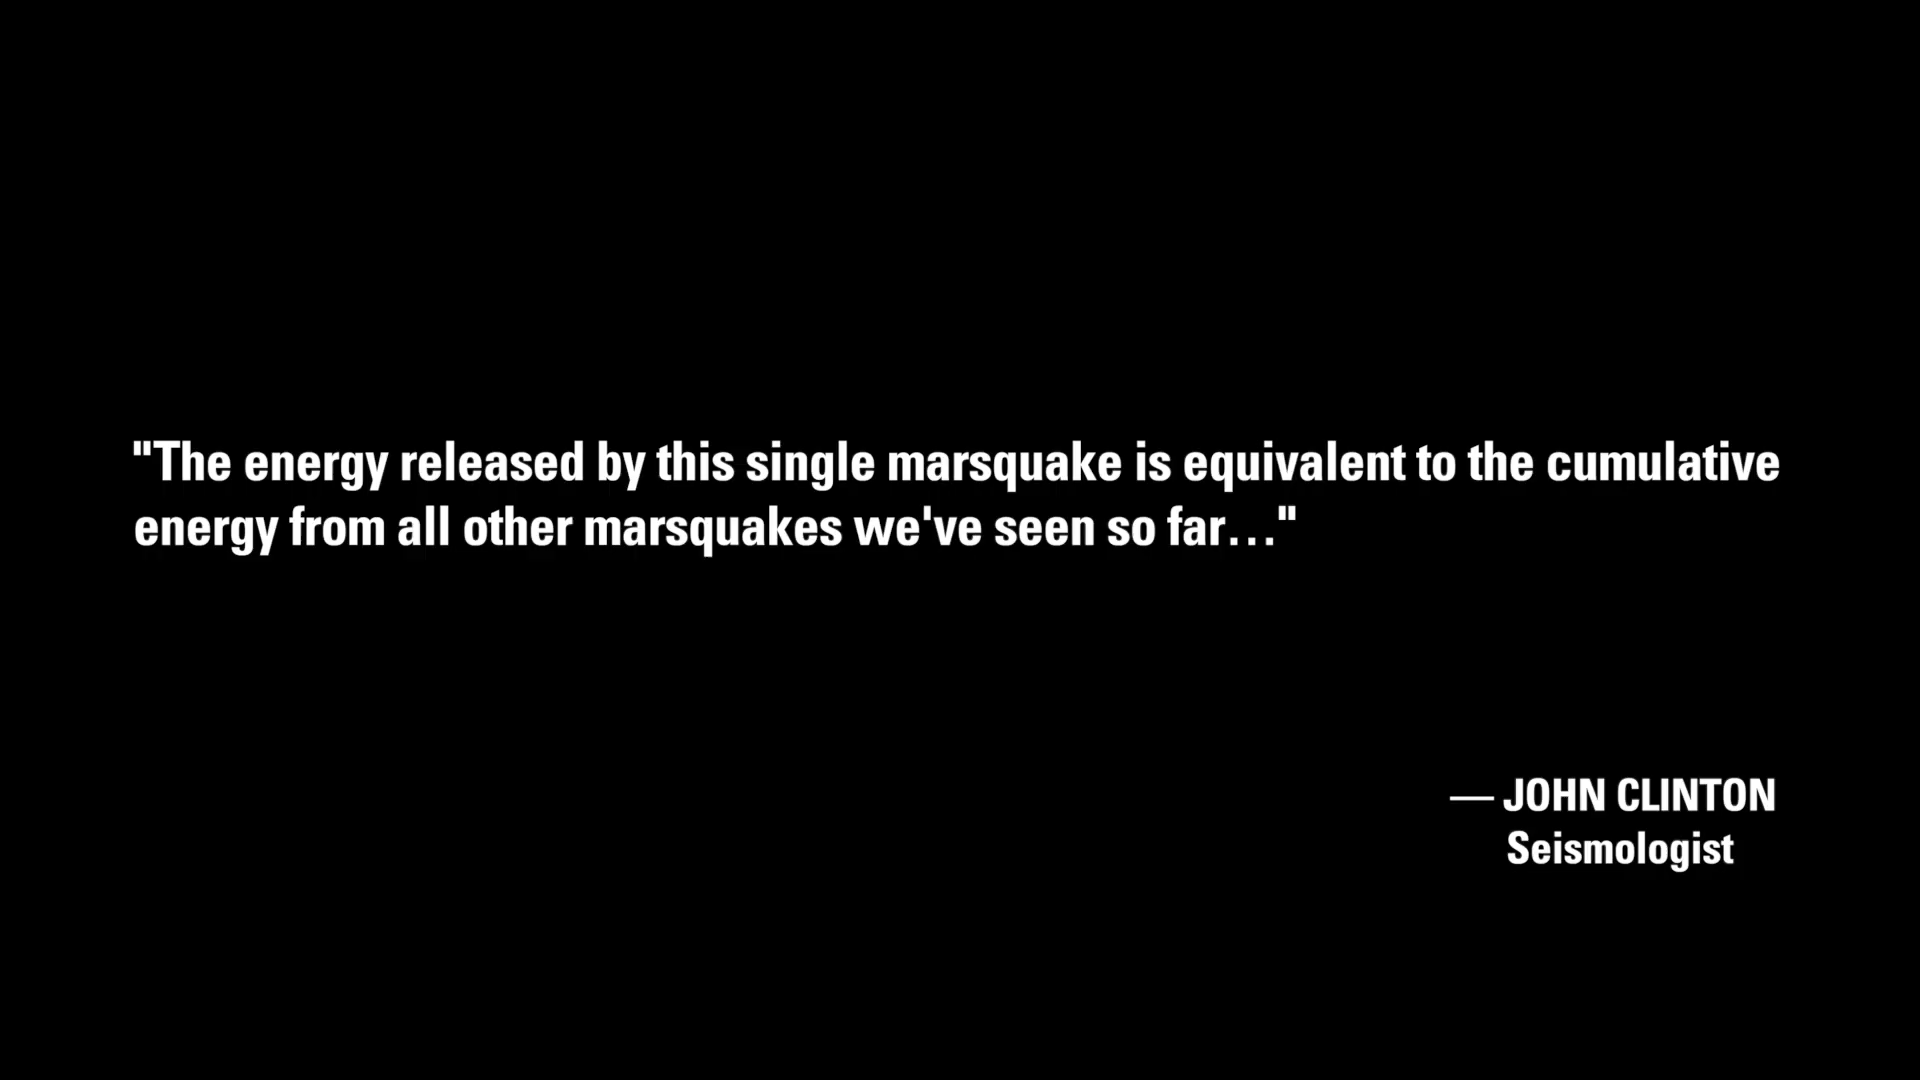 "The energy released by this single marsquake is equivalent to the cumulative
energy from all other marsquakes we've seen so far…"
— JOHN CLINTON
Seismologist